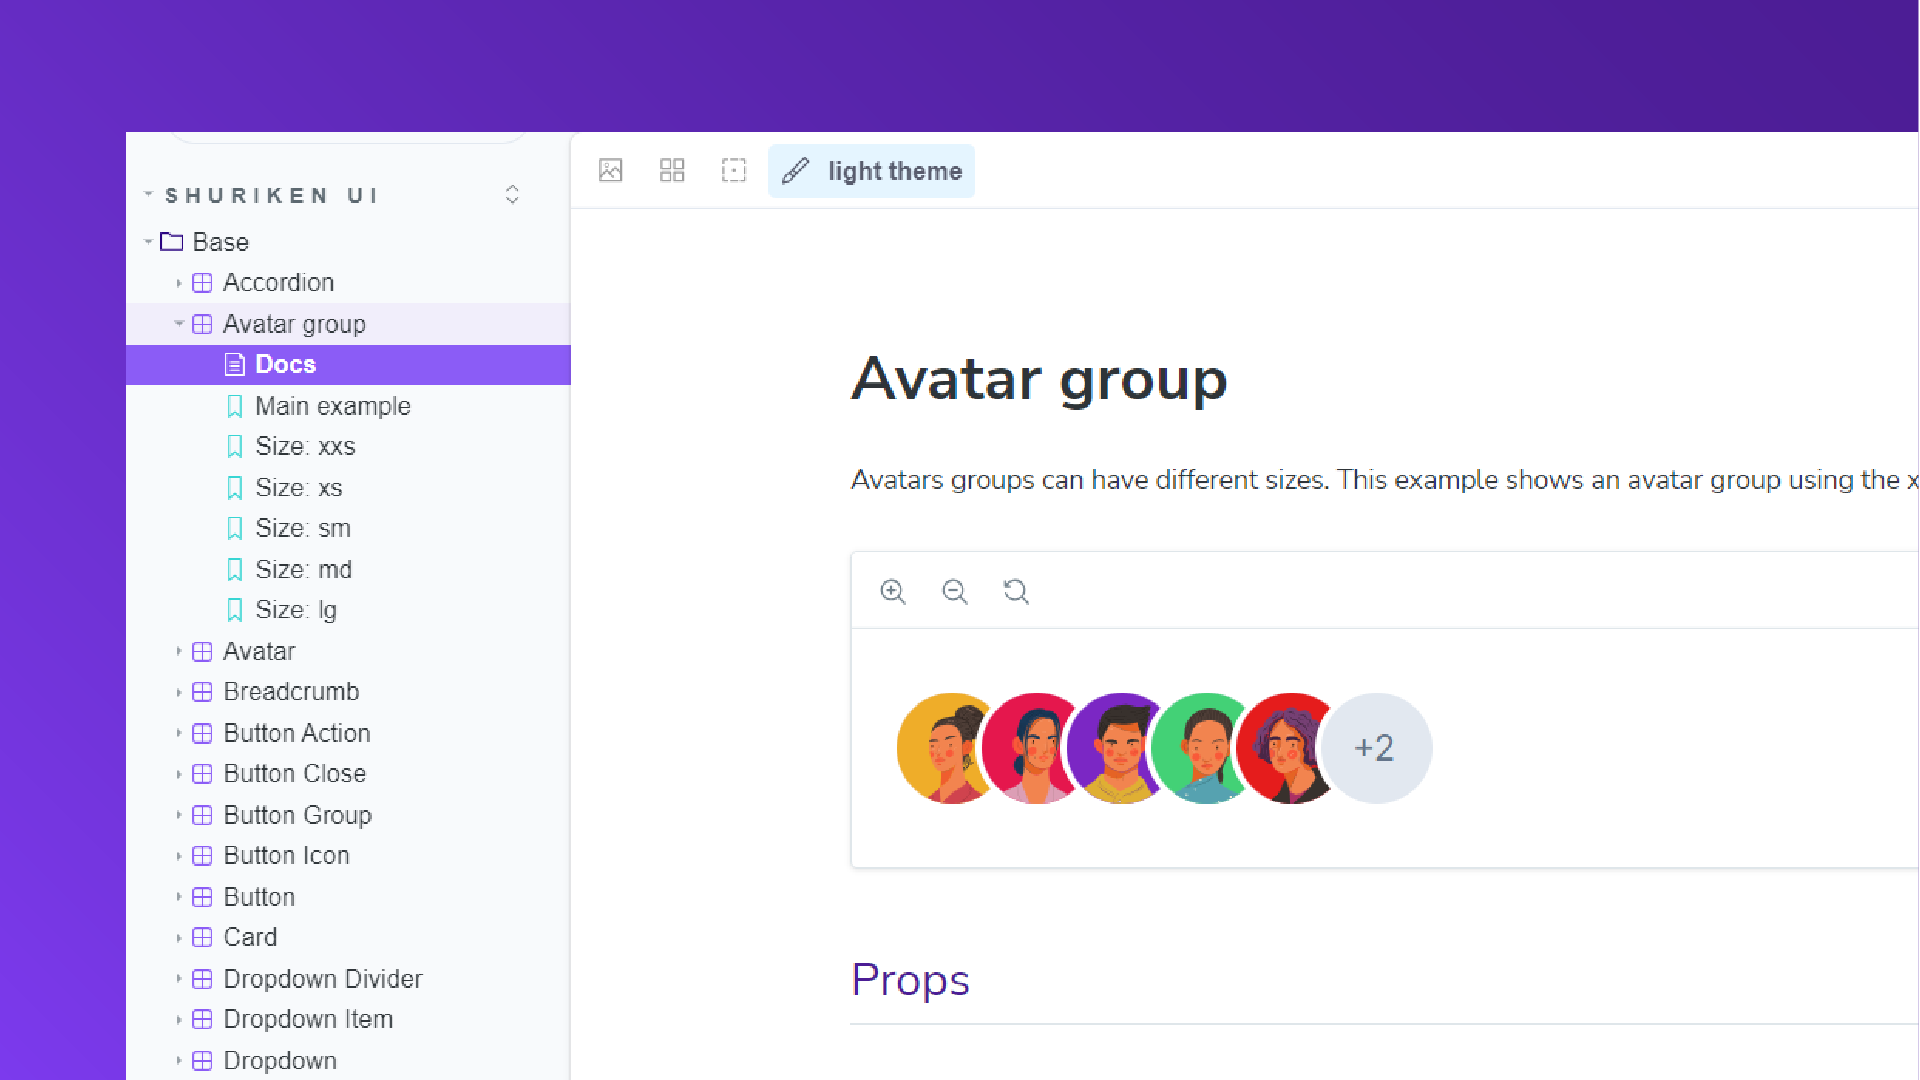 SHURIKEN UI
Base
Accordion
Avatar group
Docs
Main example
Size: xxs
Size: xs
Size: sm
Size: md
Size: lg
Avatar
Breadcrumb
Button Action
Button Close
Button Group
Button Icon
Button
Card
Dropdown Divider
Dropdown Item
Dropdown
light theme
Avatar group
Avatars groups can have different sizes. This example shows an avatar group using the x
+2
Props